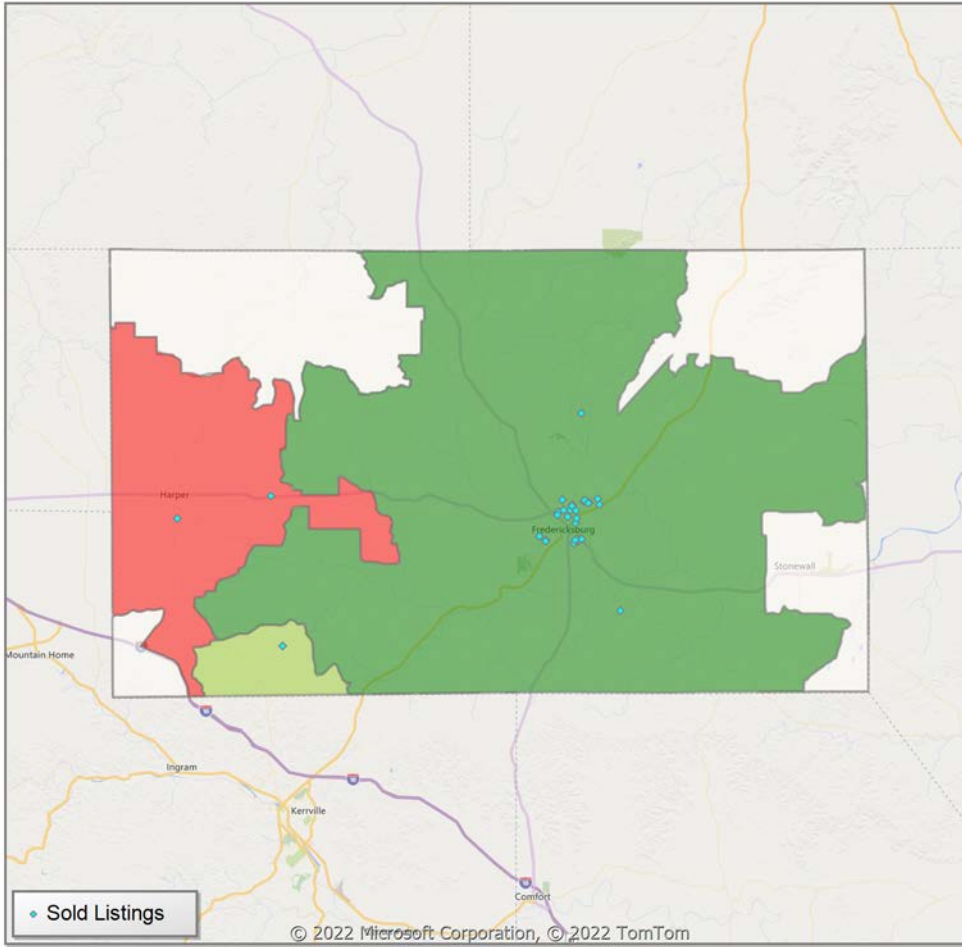 Harper
Fredericksburg
Stonewall
Mountain Home
Ingram
Kerrville
Comfort
Sold Listings
© 2022 Microsoft Corporation, © 2022 TomTom